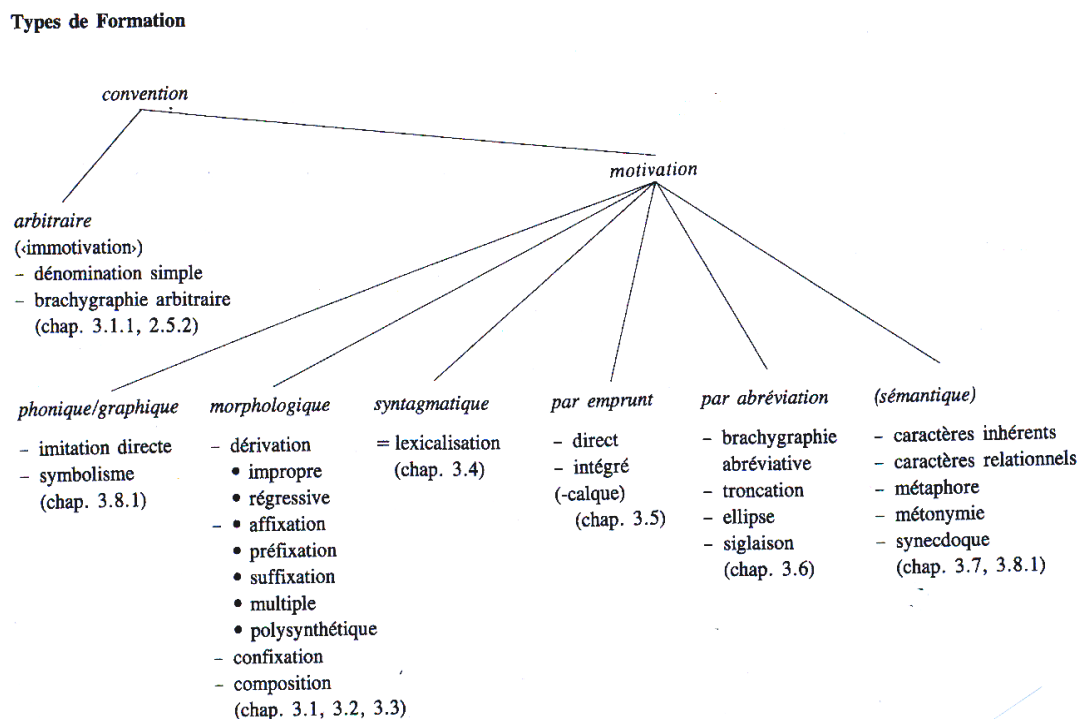 Types de Formation
convention
motivation
arbitraire
(‹immotivation›)
– dénomination simple
– brachygraphie arbitraire
(chap. 3.1.1, 2.5.2)
phonique/graphique
– imitation directe
– symbolisme
(chap. 3.8.1)
morphologique
– dérivation
• impropre
• régressive
– • affixation
• préfixation
• suffixation
• multiple
• polysynthétique
– confixation
– composition
(chap. 3.1, 3.2, 3.3)
syntagmatique
= lexicalisation
(chap. 3.4)
par emprunt
– direct
– intégré
(-calque)
(chap. 3.5)
par abréviation
– brachygraphie
abréviative
– troncation
– ellipse
– siglaison
(chap. 3.6)
(sémantique)
– caractères inhérents
– caractères relationnels
– métaphore
– métonymie
– synecdoque
(chap. 3.7, 3.8.1)